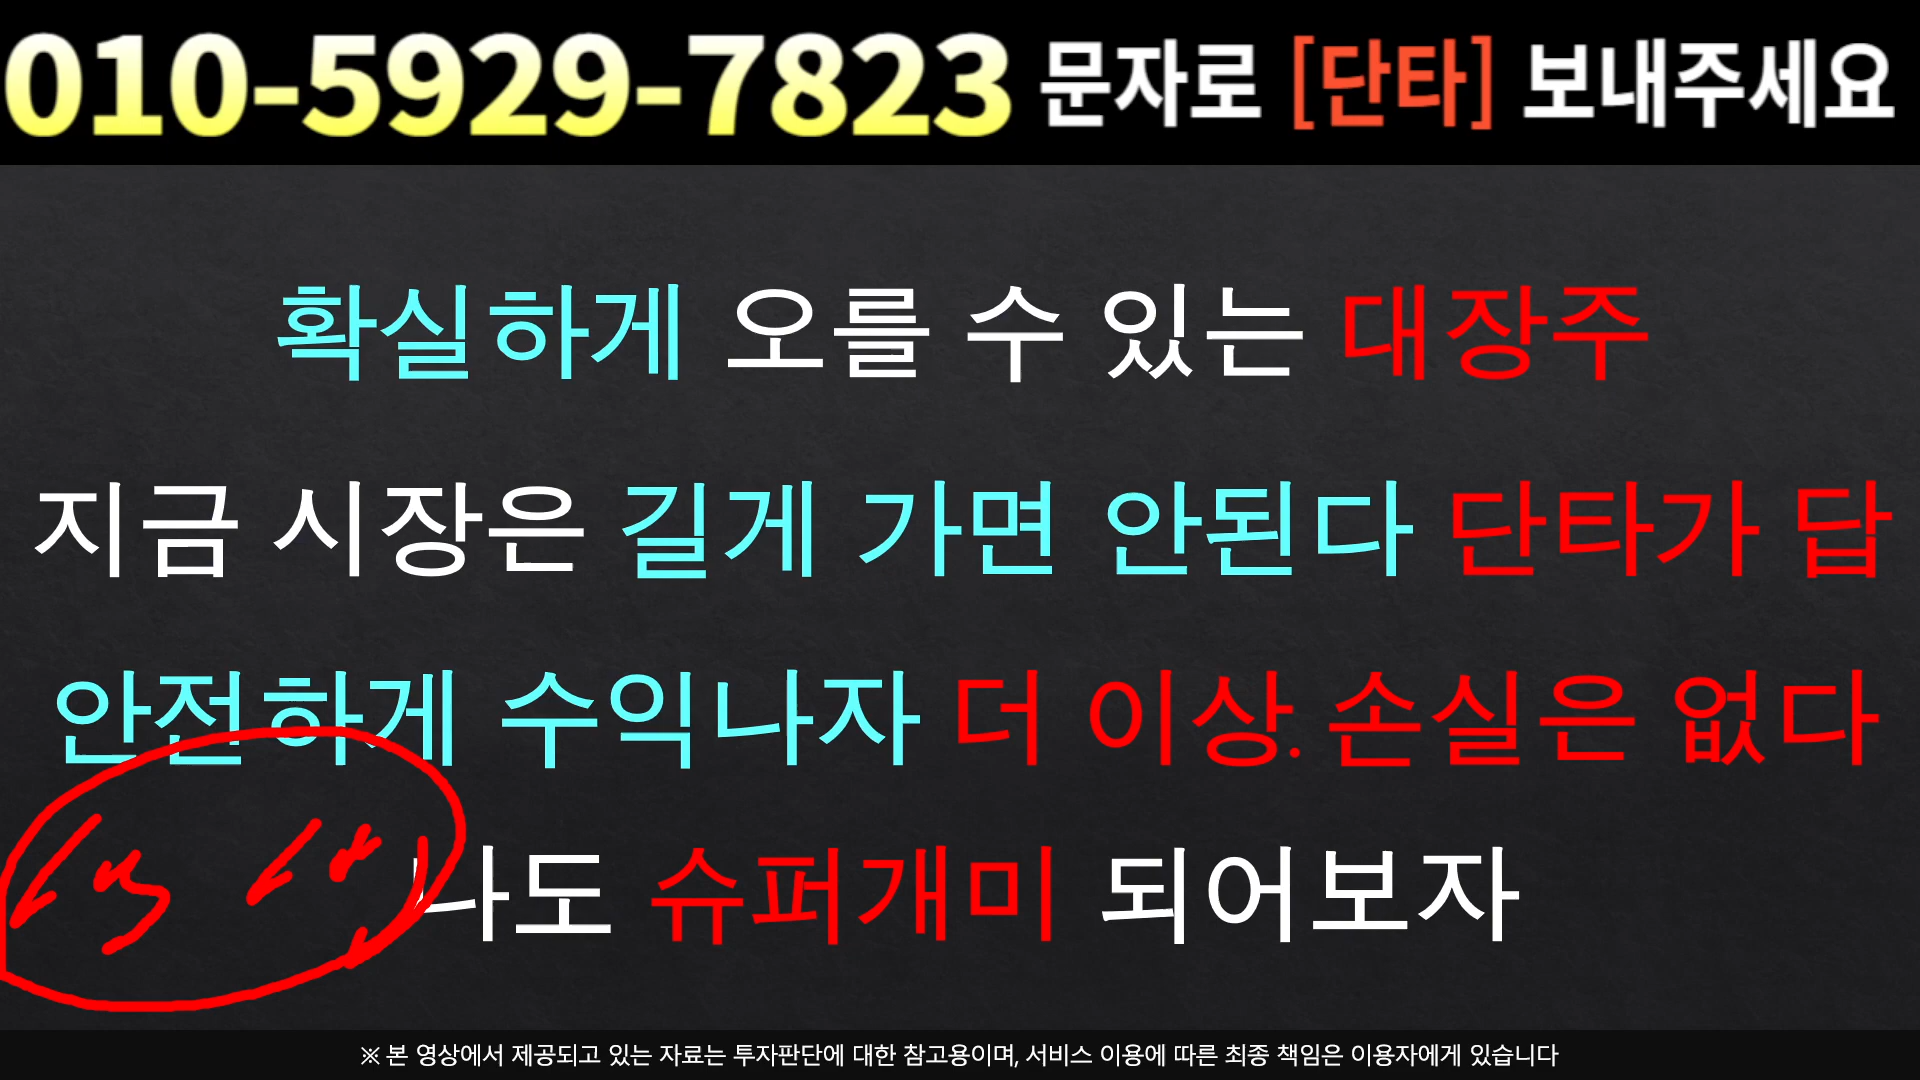 010-5929-7823 문자로 [단타] 보내주세요
확실하게 오를 수 있는 대장주
지금 시장은 길게 가면 안된다 단타가 답
안전하게 수익나자 더 이상. 손실은 없다
나도 슈퍼개미 되어보자
※ 본 영상에서 제공되고 있는 자료는 투자판단에 대한 참고용이며, 서비스 이용에 따른 최종 책임은 이용자에게 있습니다